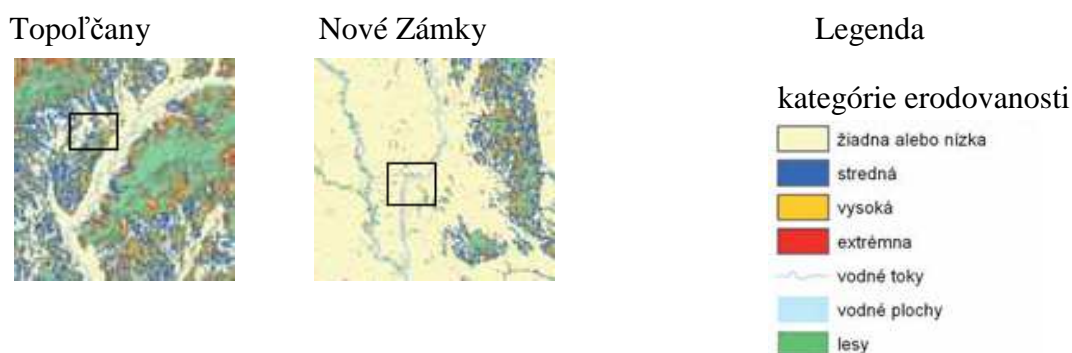 Topoľčany
Nové Zámky
Legenda
kategórie erodovanosti
žiadna alebo nízka
stredná
vysoká
extrémna
vodné toky
vodné plochy
lesy